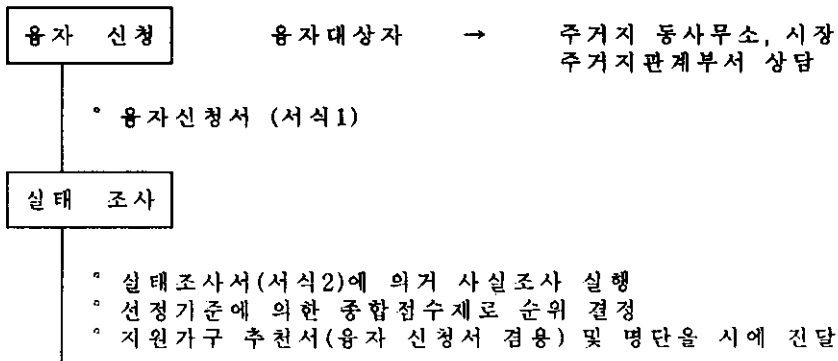 융자 신청 융자대상자 → 주거지 동사무소, 시장
주거지관계부서 상담
° 융자신청서 (서식1)
실태 조사
° 실태조사서(서식2)에 의거 사실조사 실행
° 선정기준에 의한 종합점수제로 순위 결정
° 지원가구 추천서(융자 신청서 겸용) 및 명단을 시에 전달